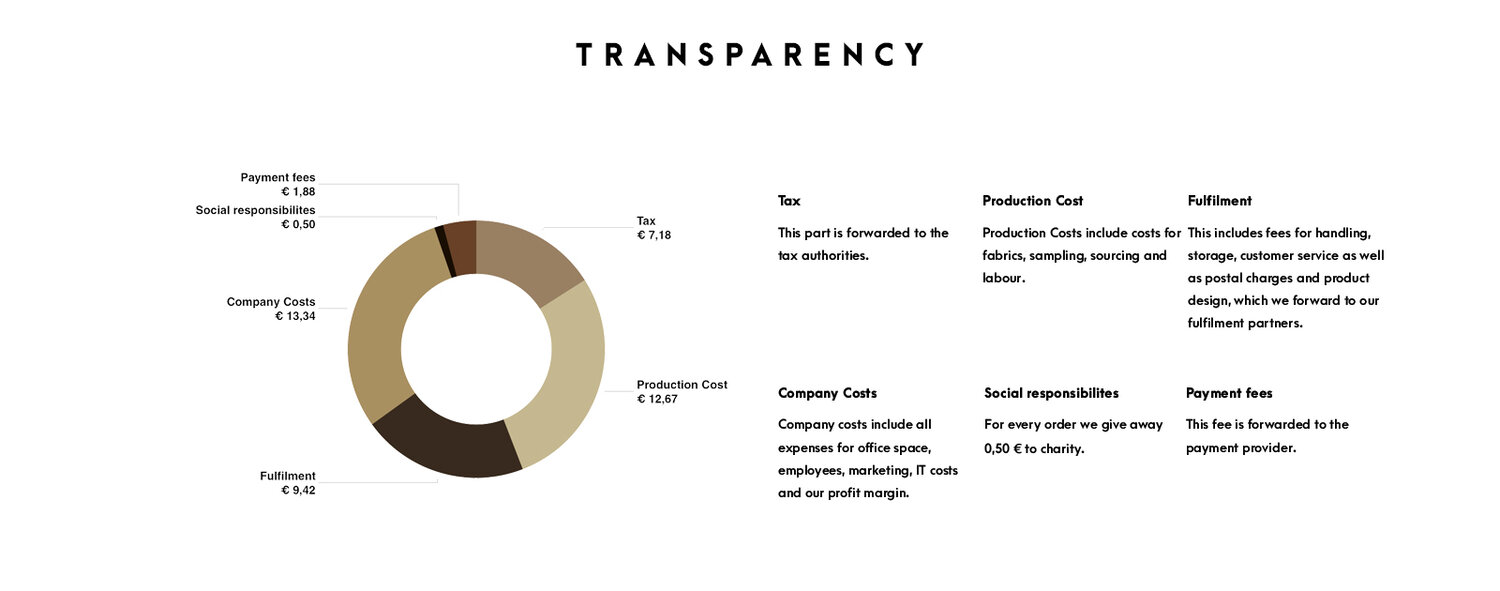 TRANSPARENCY
Payment fees
€ 1,88
Social responsibilites
€ 0,50
Company Costs
€ 13,34
Fulfilment
€ 9,42
Tax
€ 7,18
Production Cost
€ 12,67
Tax
This part is forwarded to the
tax authorities.
Production Cost
Production Costs include costs for
fabrics, sampling, sourcing and
labour.
Fulfilment
This includes fees for handling,
storage, customer service as well
as postal charges and product
design, which we forward to our
fulfilment partners.
Company Costs
Company costs include all
expenses for office space,
employees, marketing, IT costs
and our profit margin.
Social responsibilites
For every order we give away
0,50 € to charity.
Payment fees
This fee is forwarded to the
payment provider.